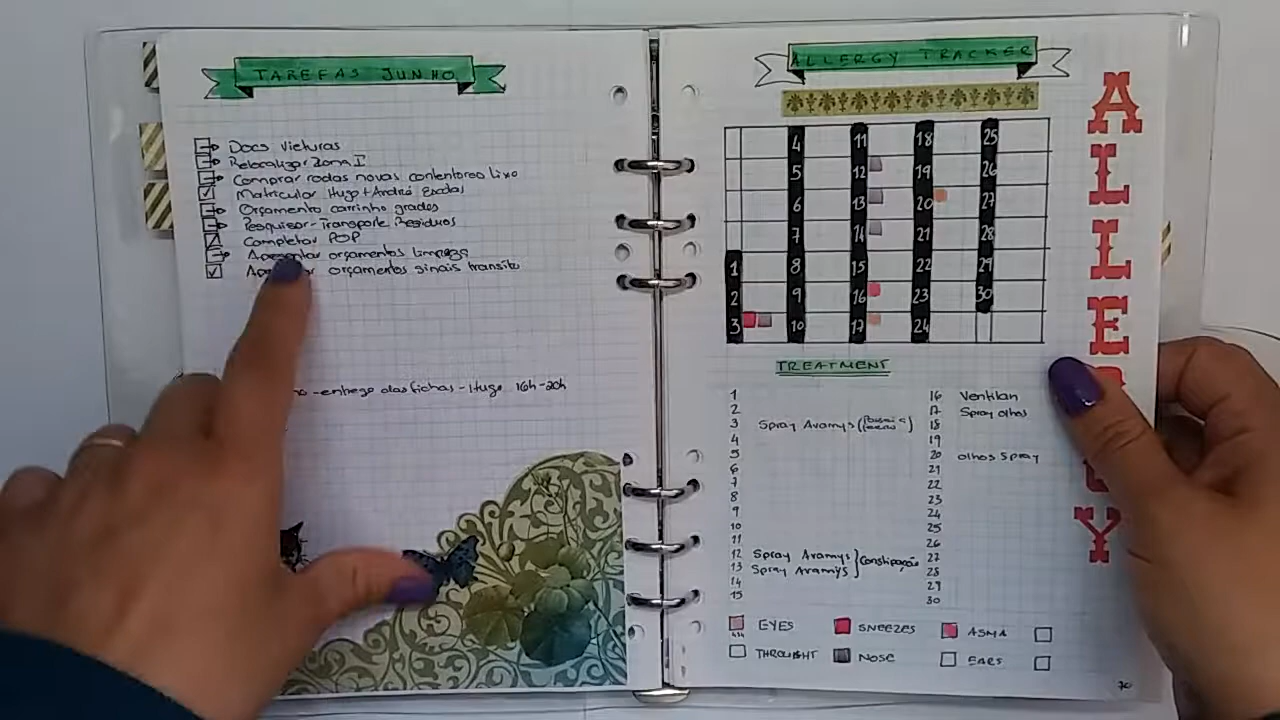 TAREFAS JUNHO
Docs Vieturas
Relocalizar Zona I
Comprar rodas novas contentores lixo
Matricular Hugo + André Escolas
Orçamento carrinho grades
Pesquisar - Transporte Resíduos
Completar POP
Apresentar orçamentos limpeza
orçamentos sinais transito
- entrega das fichas - Hugo 16h-20h
ALLERGY TRACKER
4 11 18 25
5 12 19 26
6 13 20 27
7 14 21 28
1 8 15 22 29
2 9 16 23 30
3 10 17 24
TREATMENT
1
2
3 Spray Avamys
4
5
6
7
8
9
10
11
12 Spray Avamys
13 Spray Avamys } Constipação
14
15
16 Ventilan
17 Spray olhos
18
19
20 olhos Spray
21
22
23
24
25
26
27
28
29
30
EYES SNEEZES ASMA
THROUGHT NOSE EARS
70
ALLE
Y